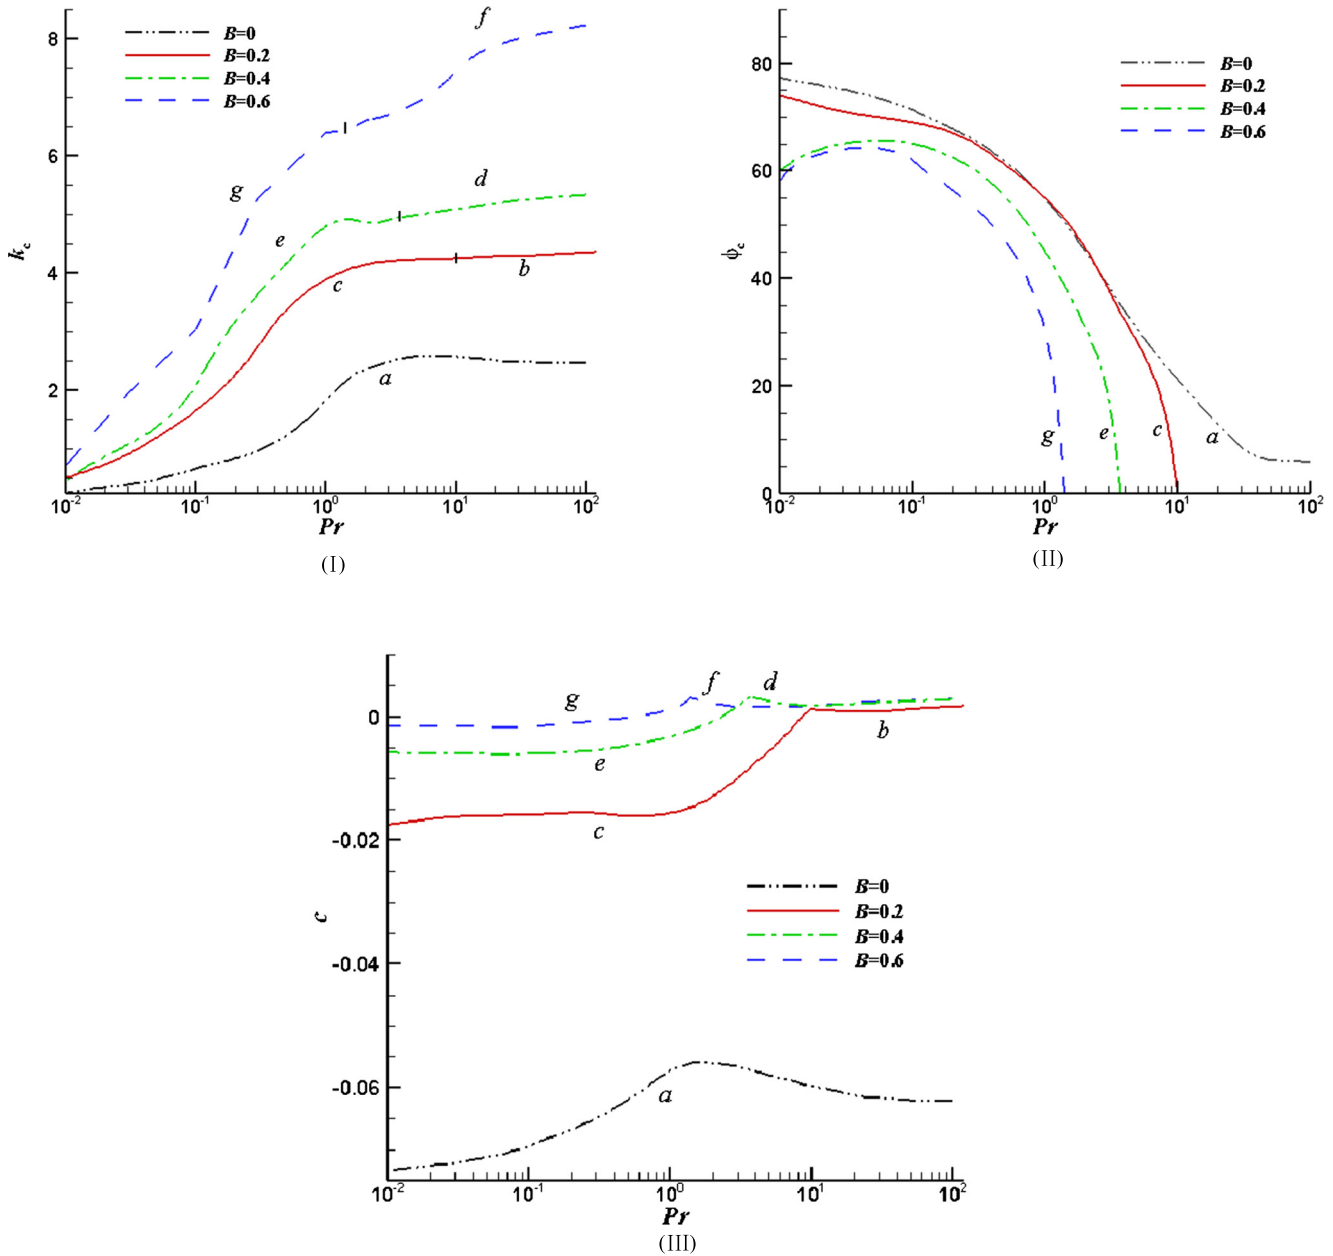 8
6
4
2
k_c
B=0
B=0.2
B=0.4
B=0.6
f
g
d
e
b
c
a
10^-2
10^-1
10^0
10^1
10^2
Pr
(I)
80
60
40
20
0
ϕ_c
B=0
B=0.2
B=0.4
B=0.6
g
e
c
a
10^-2
10^-1
10^0
10^1
10^2
Pr
(II)
0
-0.02
-0.04
-0.06
c
g
f
d
e
b
c
B=0
B=0.2
B=0.4
B=0.6
a
10^-2
10^-1
10^0
10^1
10^2
Pr
(III)